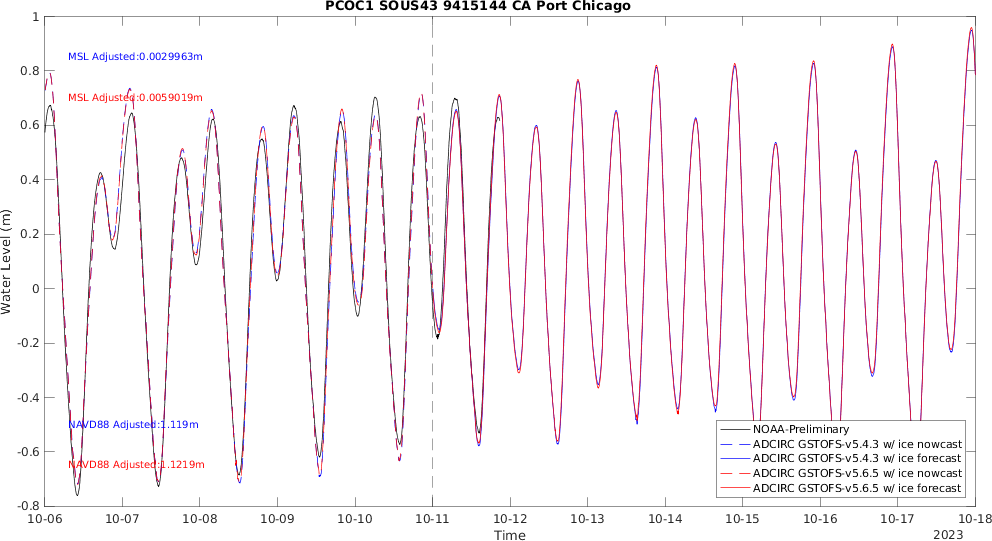 PCOC1 SOUS43 9415144 CA Port Chicago
1
0.8
0.6
0.4
0.2
0
-0.2
-0.4
-0.6
-0.8
Water Level (m)
MSL Adjusted:0.0029963m
MSL Adjusted:0.0059019m
NAVD88 Adjusted:1.119m
NAVD88 Adjusted:1.1219m
NOAA-Preliminary
ADCIRC GSTOFS-v5.4.3 w/ ice nowcast
ADCIRC GSTOFS-v5.4.3 w/ ice forecast
ADCIRC GSTOFS-v5.6.5 w/ ice nowcast
ADCIRC GSTOFS-v5.6.5 w/ ice forecast
10-06 10-07 10-08 10-09 10-10 10-11 10-12 10-13 10-14 10-15 10-16 10-17 10-18
Time
2023